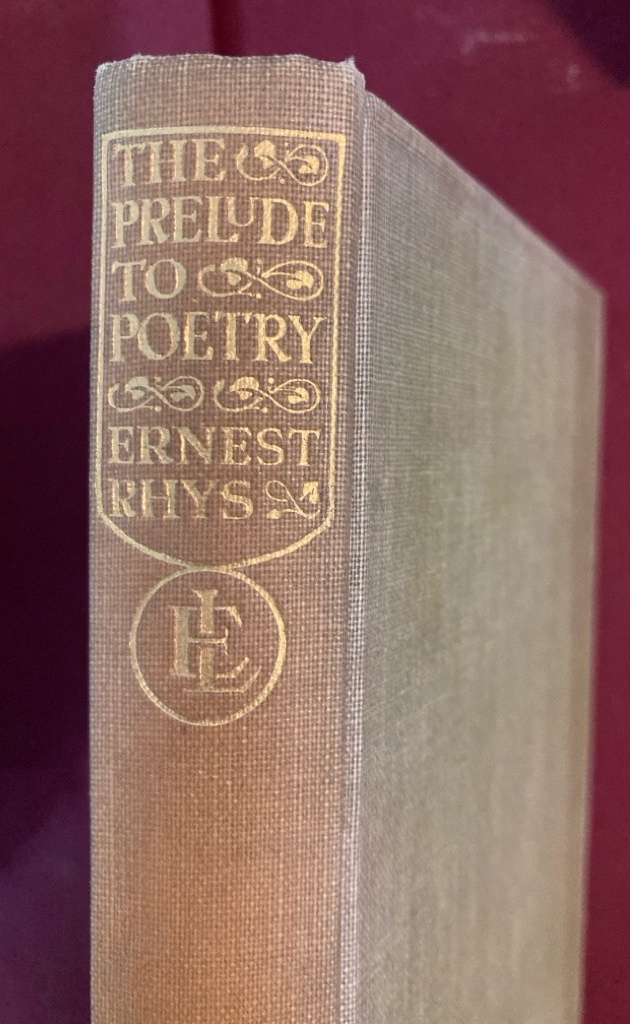 THE
PRELUDE
TO
POETRY
ERNEST
RHYS
EL